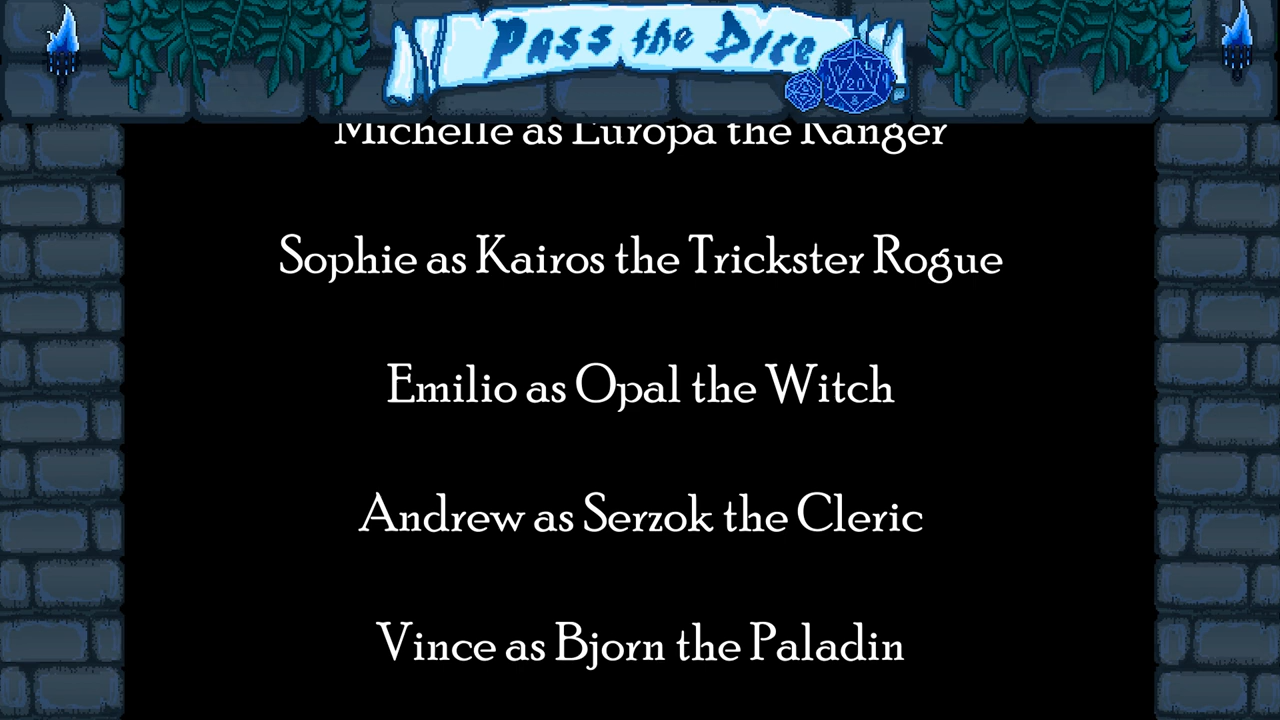 Pass the Dice
20
Michelle as Europa the Ranger
Sophie as Kairos the Trickster Rogue
Emilio as Opal the Witch
Andrew as Serzok the Cleric
Vince as Bjorn the Paladin